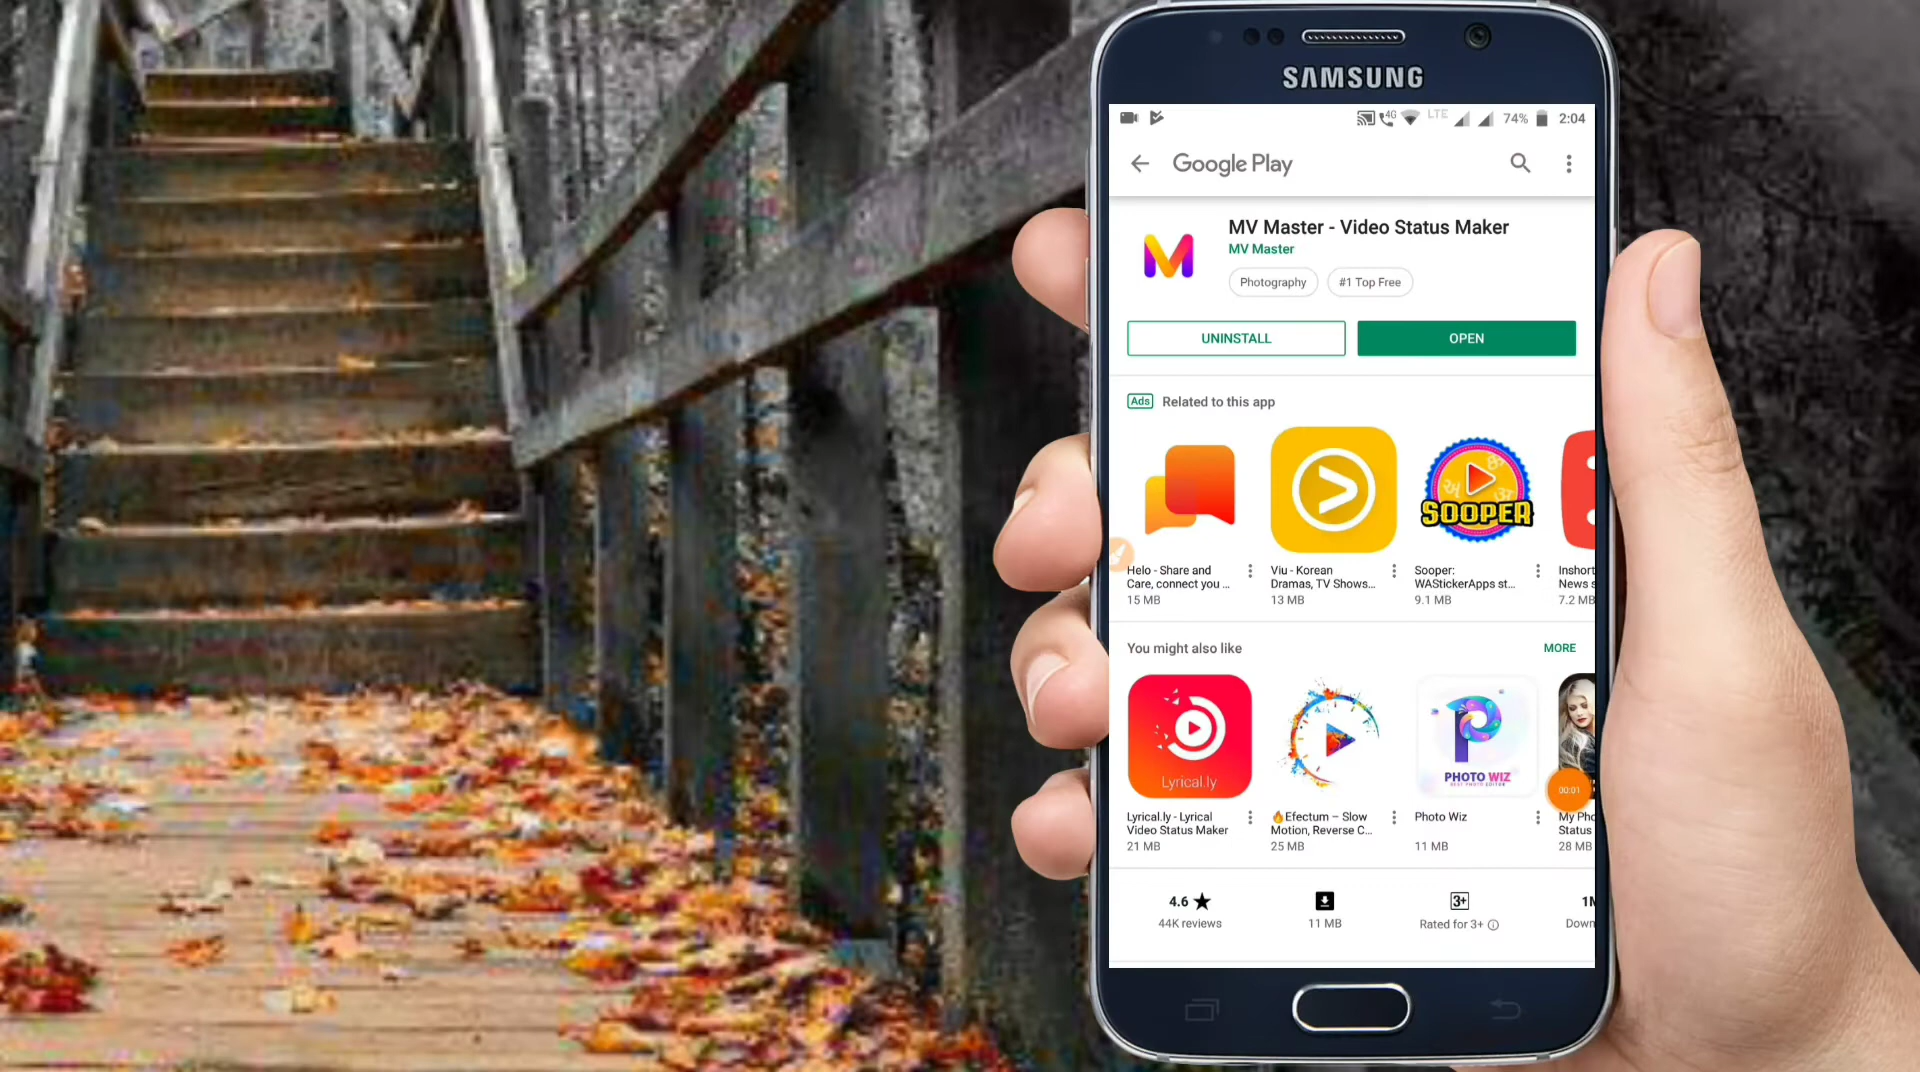 SAMSUNG
4G LTE 74% 2:04
Google Play
MV Master - Video Status Maker
MV Master
Photography #1 Top Free
UNINSTALL OPEN
Ads Related to this app
SOOPER
Helo - Share and Care, connect you ...
15 MB
Viu - Korean Dramas, TV Shows...
13 MB
Sooper: WAStickerApps st...
9.1 MB
Inshort
News s
7.2 MB
You might also like MORE
Lyrical.ly
PHOTO WIZ
BEST PHOTO EDITOR
00:01
Lyrical.ly - Lyrical Video Status Maker
21 MB
🔥Efectum – Slow Motion, Reverse C...
25 MB
Photo Wiz
11 MB
My Pho
Status
28 MB
4.6 ★
44K reviews
11 MB
3+
Rated for 3+
1M
Down